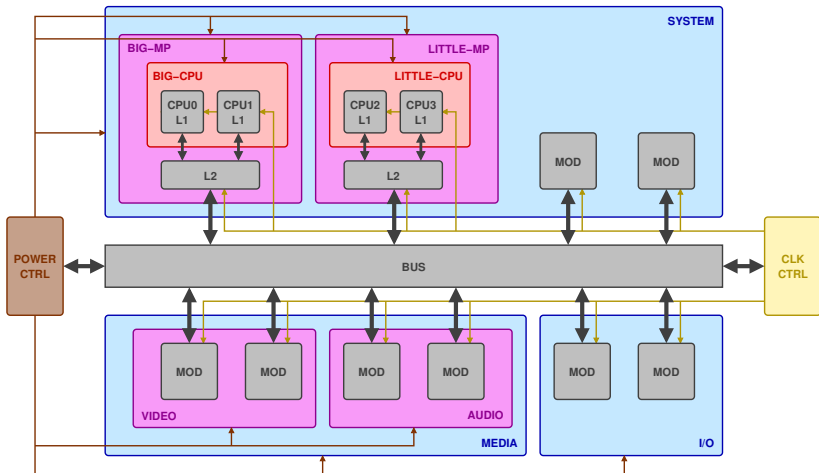 SYSTEM
BIG–MP
LITTLE–MP
BIG–CPU
LITTLE–CPU
CPU0
L1
CPU1
L1
CPU2
L1
CPU3
L1
L2
L2
MOD
MOD
POWER
CTRL
BUS
CLK
CTRL
MOD
MOD
MOD
MOD
MOD
MOD
VIDEO
AUDIO
MEDIA
I/O